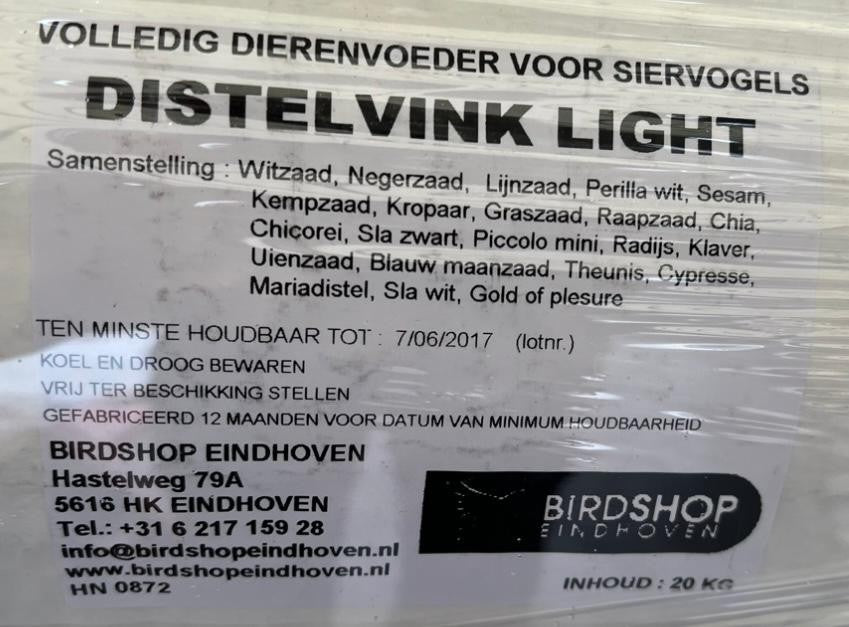 VOLLEDIG DIERENVOEDER VOOR SIERVOGELS
DISTELVINK LIGHT
Samenstelling : Witzaad, Negerzaad, Lijnzaad, Perilla wit, Sesam,
Kempzaad, Kropaar, Graszaad, Raapzaad, Chia,
Chicorei, Sla zwart, Piccolo mini, Radijs, Klaver,
Uienzaad, Blauw maanzaad, Theunis, Cypresse,
Mariadistel, Sla wit, Gold of plesure
TEN MINSTE HOUDBAAR TOT : 7/06/2017 (lotnr.)
KOEL EN DROOG BEWAREN
VRIJ TER BESCHIKKING STELLEN
GEFABRICEERD 12 MAANDEN VOOR DATUM VAN MINIMUM HOUDBAARHEID
BIRDSHOP EINDHOVEN
Hastelweg 79A
5616 HK EINDHOVEN
Tel.: +31 6 217 159 28
info@birdshopeindhoven.nl
www.birdshopeindhoven.nl
HN 0872
BIRDSHOP
EINDHOVEN
INHOUD : 20 KG